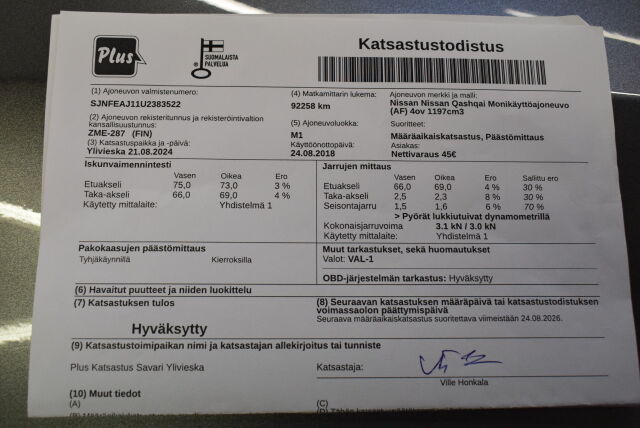 Plus
SUOMALAISTA
PALVELUA
Katsastustodistus
(1) Ajoneuvon valmistenumero:
SJNFEAJ11U2383522
(4) Matkamittarin lukema:
92258 km
Ajoneuvon merkki ja malli:
Nissan Nissan Qashqai Monikäyttöajoneuvo
(AF) 4ov 1197cm3
(2) Ajoneuvon rekisteritunnus ja rekisteröintivaltion
kansallisuustunnus:
ZME-287 (FIN)
(5) Ajoneuvoluokka:
M1
Suoritteet:
Määräaikaiskatsastus, Päästömittaus
(3) Katsastuspaikka ja -päivä:
Ylivieska 21.08.2024
Käyttöönottopäivä:
24.08.2018
Asiakas:
Nettivaraus 45€
Iskunvaimennintesti
Vasen Oikea Ero
Etuakseli 75,0 73,0 3 %
Taka-akseli 66,0 69,0 4 %
Käytetty mittalaite: Yhdistelmä 1
Jarrujen mittaus
Vasen Oikea Ero Sallittu ero
Etuakseli 66,0 69,0 4 % 30 %
Taka-akseli 2,5 2,3 8 % 30 %
Seisontajarru 1,5 1,6 6 % 70 %
> Pyörät lukkiutuivat dynamometrillä
Kokonaisjarruvoima 3.1 kN / 3.0 kN
Käytetty mittalaite: Yhdistelmä 1
Pakokaasujen päästömittaus
Tyhjäkäynnillä Kierroksilla
Muut tarkastukset, sekä huomautukset
Valot: VAL-1
OBD-järjestelmän tarkastus: Hyväksytty
(6) Havaitut puutteet ja niiden luokittelu
(7) Katsastuksen tulos
Hyväksytty
(8) Seuraavan katsastuksen määräpäivä tai katsastustodistuksen
voimassaolon päättymispäivä
Seuraava määräaikaiskatsastus suoritettava viimeistään 24.08.2026.
(9) Katsastustoimipaikan nimi ja katsastajan allekirjoitus tai tunniste
Plus Katsastus Savari Ylivieska
Katsastaja:
Ville Honkala
(10) Muut tiedot
(A)
(C)